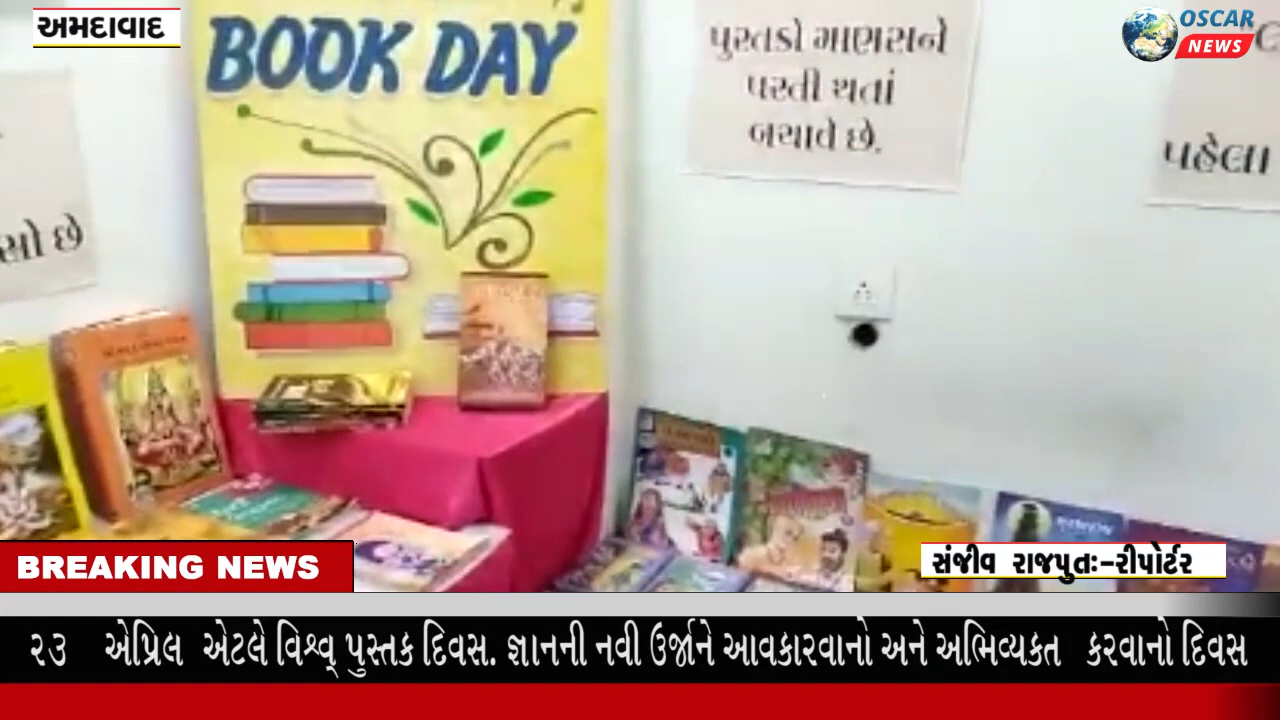 અમદાવાદ
BOOK DAY
પુસ્તકો માણસને
પસ્તી થતાં
બચાવે છે.
OSCAR
NEWS
પહેલા
સો છે
BREAKING NEWS
સંજીવ રાજપુતઃ-રીપોર્ટર
૨૩ એપ્રિલ એટલે વિશ્વ પુસ્તક દિવસ. જ્ઞાનની નવી ઉર્જાને આવકારવાનો અને અભિવ્યકત કરવાનો દિવસ